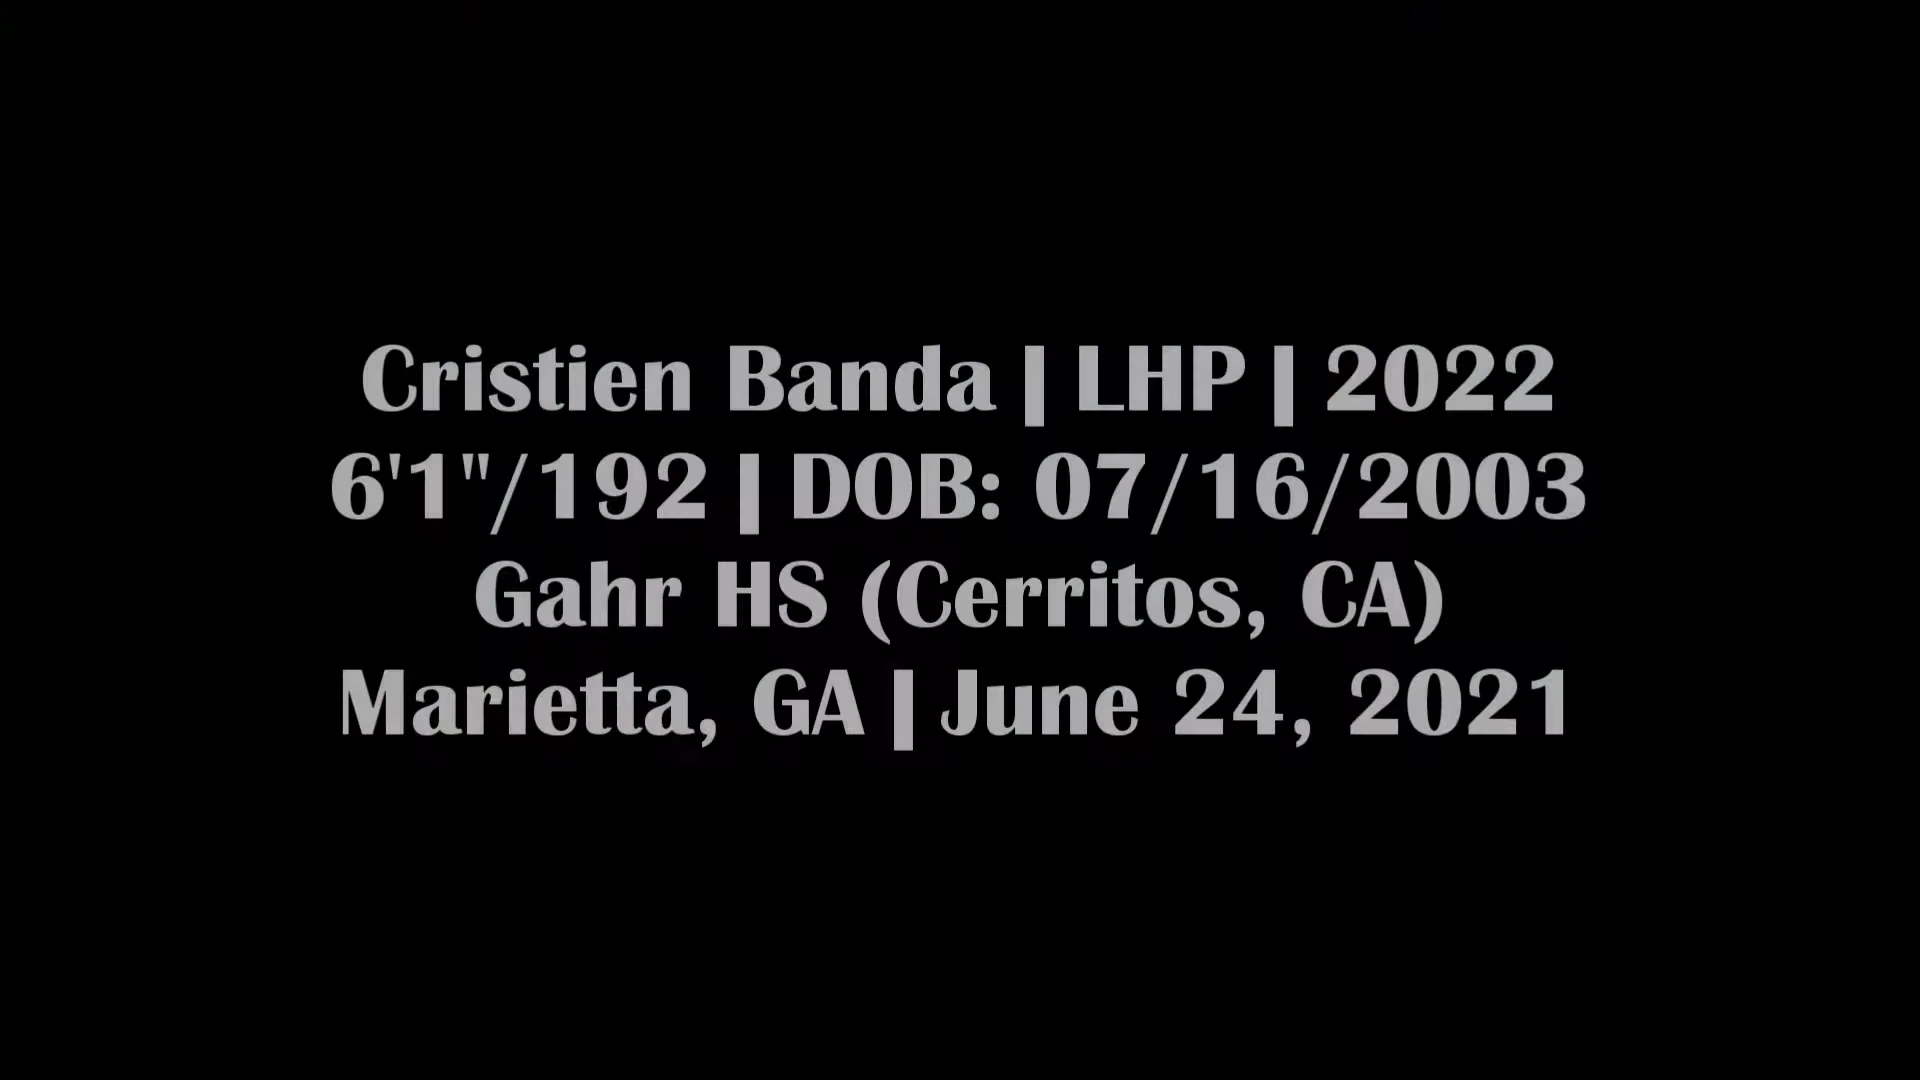 Cristien Banda | LHP | 2022
6'1"/192 | DOB: 07/16/2003
Gahr HS (Cerritos, CA)
Marietta, GA | June 24, 2021